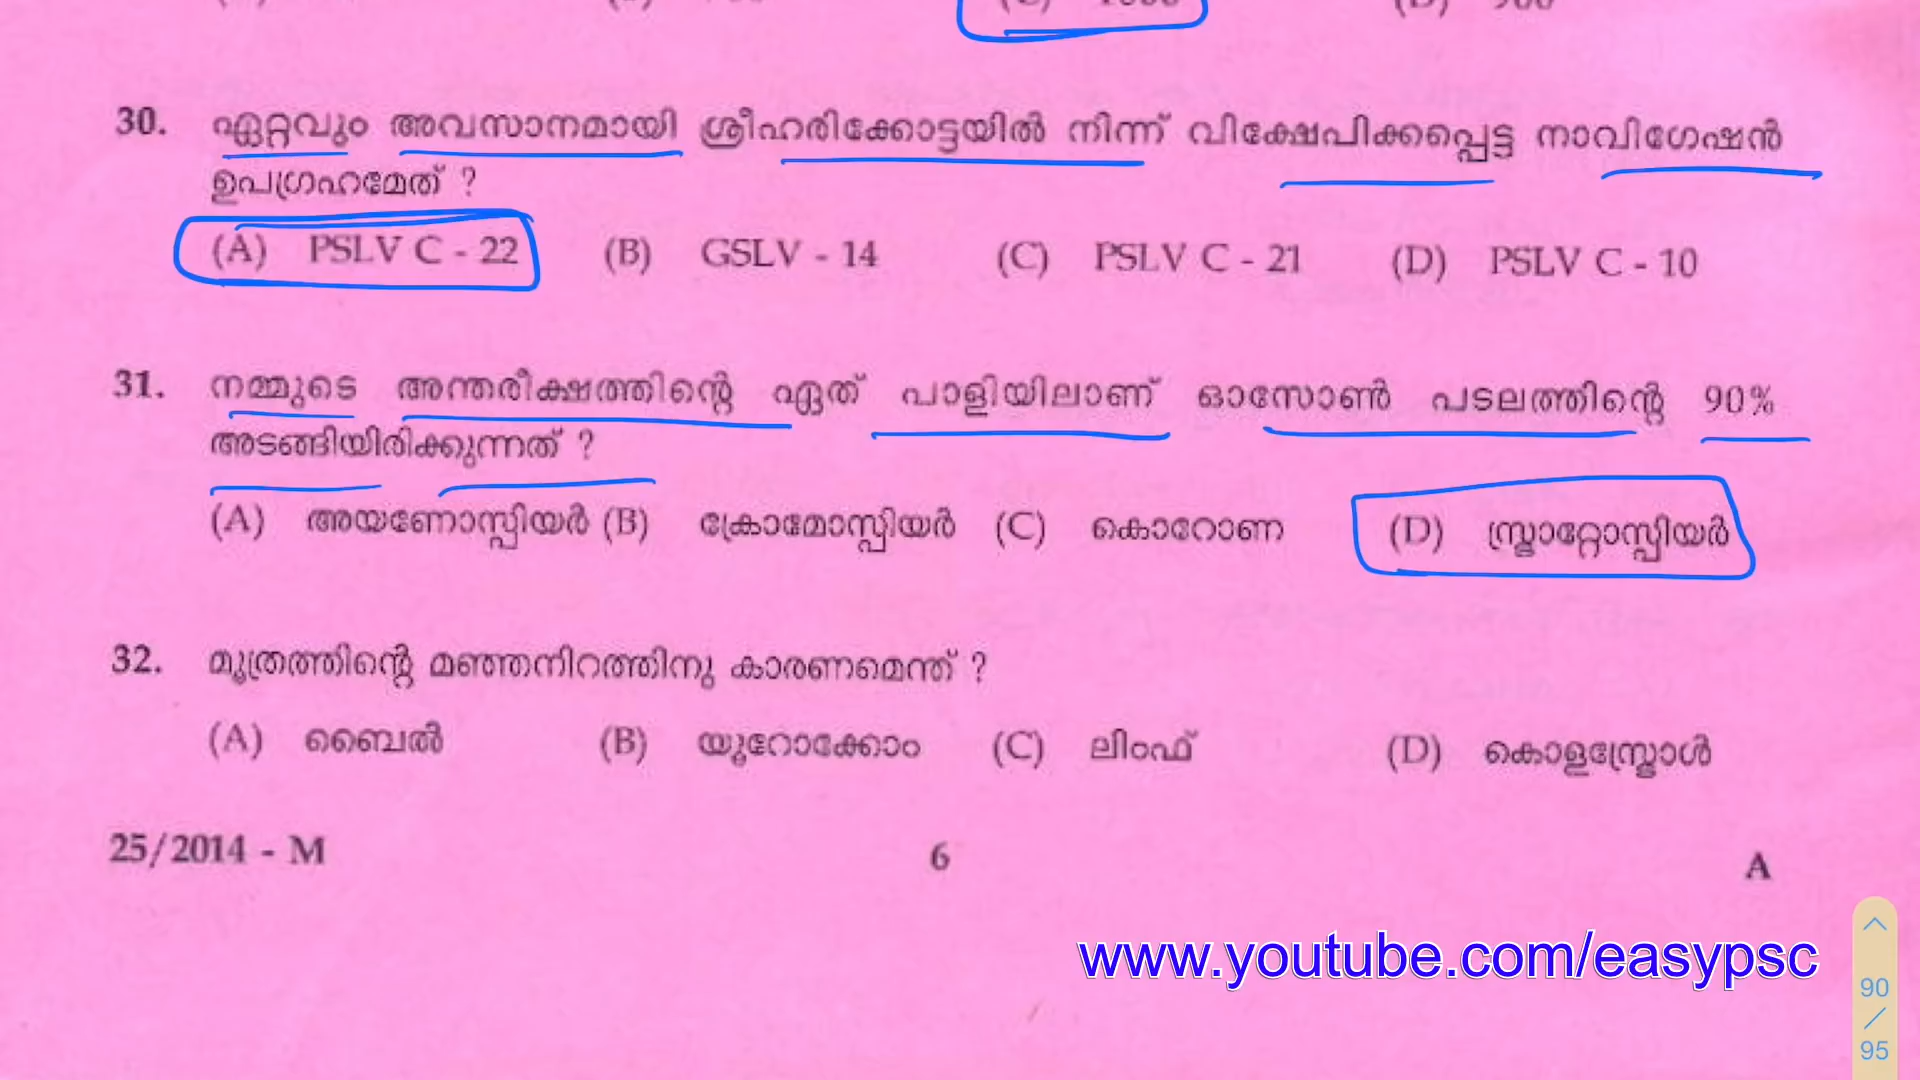 30. ഏറ്റവും അവസാനമായി ശ്രീഹരിക്കോട്ടയിൽ നിന്ന് വിക്ഷേപിക്കപ്പെട്ട നാവിഗേഷൻ
ഉപഗ്രഹമേത് ?
(A) PSLV C - 22 (B) GSLV - 14 (C) PSLV C - 21 (D) PSLV C - 10
31. നമ്മുടെ അന്തരീക്ഷത്തിന്റെ ഏത് പാളിയിലാണ് ഓസോൺ പടലത്തിന്റെ 90%
അടങ്ങിയിരിക്കുന്നത് ?
(A) അയണോസ്പിയർ (B) ക്രോമോസ്പിയർ (C) കൊറോണ (D) സ്ട്രാറ്റോസ്പിയർ
32. മൂത്രത്തിന്റെ മഞ്ഞനിറത്തിനു കാരണമെന്ത് ?
(A) ബൈൽ (B) യൂറോക്കോം (C) ലിംഫ് (D) കൊളസ്ട്രോൾ
25/2014 - M 6 A
www.youtube.com/easypsc
90
/
95